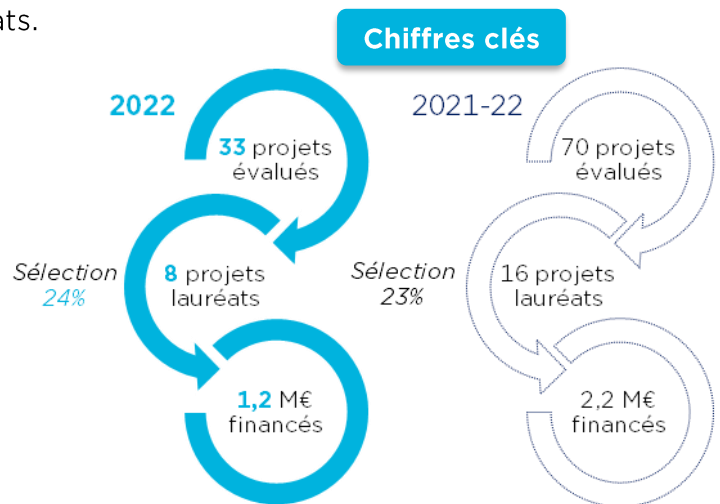 ats.
Chiffres clés
2022
33 projets
évalués
Sélection
24%
8 projets
lauréats
1,2 M€
financés
2021-22
70 projets
évalués
Sélection
23%
16 projets
lauréats
2,2 M€
financés